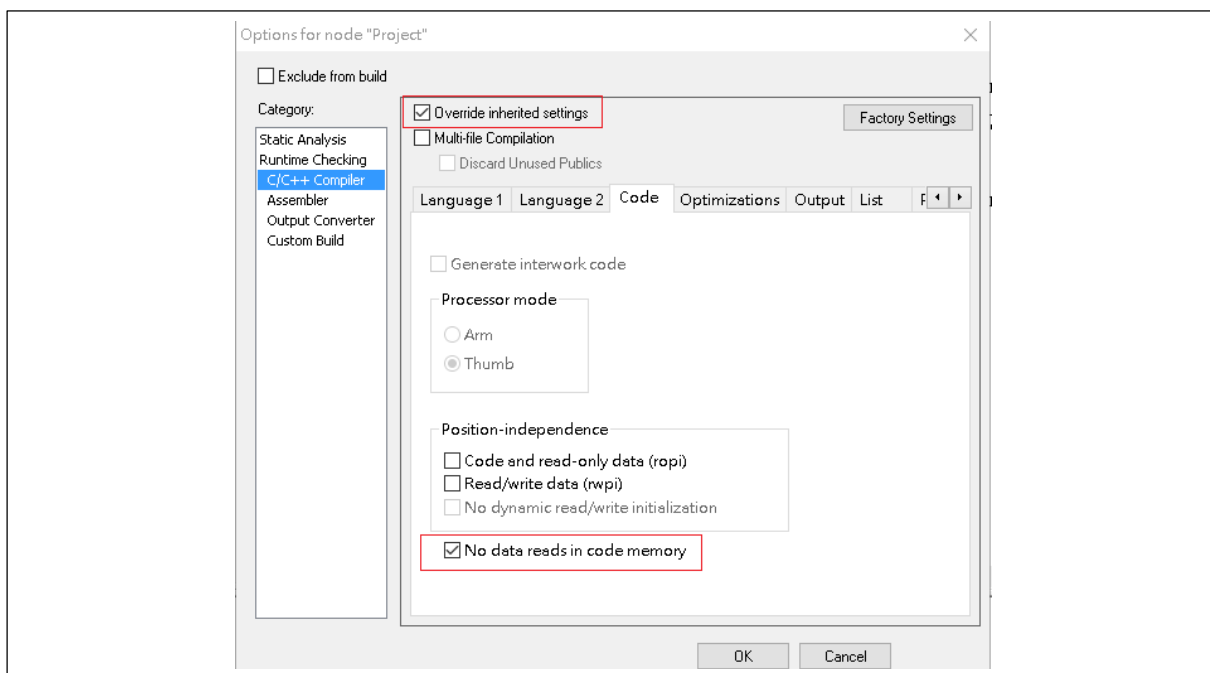 Options for node "Project"
Exclude from build
Category:
Static Analysis
Runtime Checking
C/C++ Compiler
Assembler
Output Converter
Custom Build
Override inherited settings
Factory Settings
Multi-file Compilation
Discard Unused Publics
Language 1 Language 2 Code Optimizations Output List
Generate interwork code
Processor mode
Arm
Thumb
Position-independence
Code and read-only data (ropi)
Read/write data (rwpi)
No dynamic read/write initialization
No data reads in code memory
OK Cancel